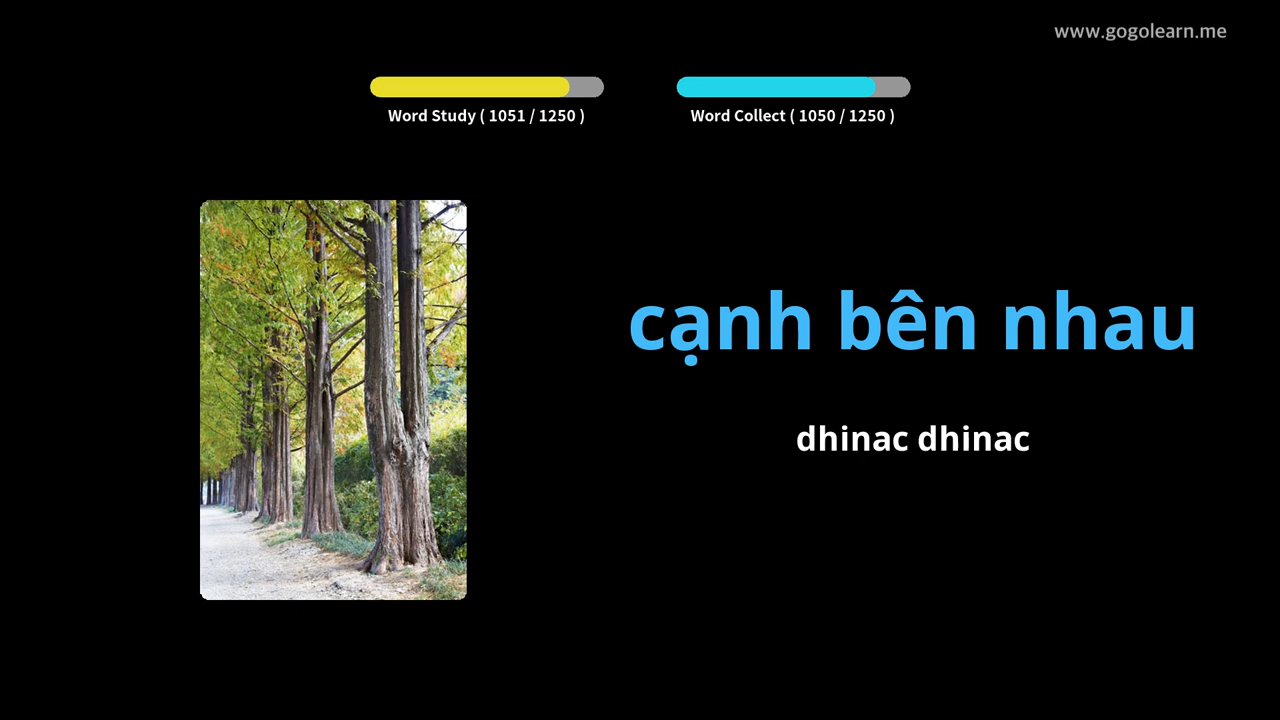 www.gogolearn.me
Word Study ( 1051 / 1250 )
Word Collect ( 1050 / 1250 )
cạnh bên nhau
dhinac dhinac